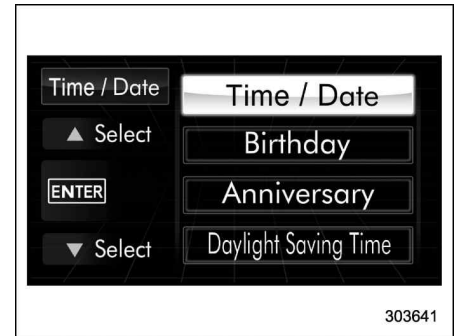 Time / Date
▲ Select
ENTER
▼ Select
Time / Date
Birthday
Anniversary
Daylight Saving Time
303641